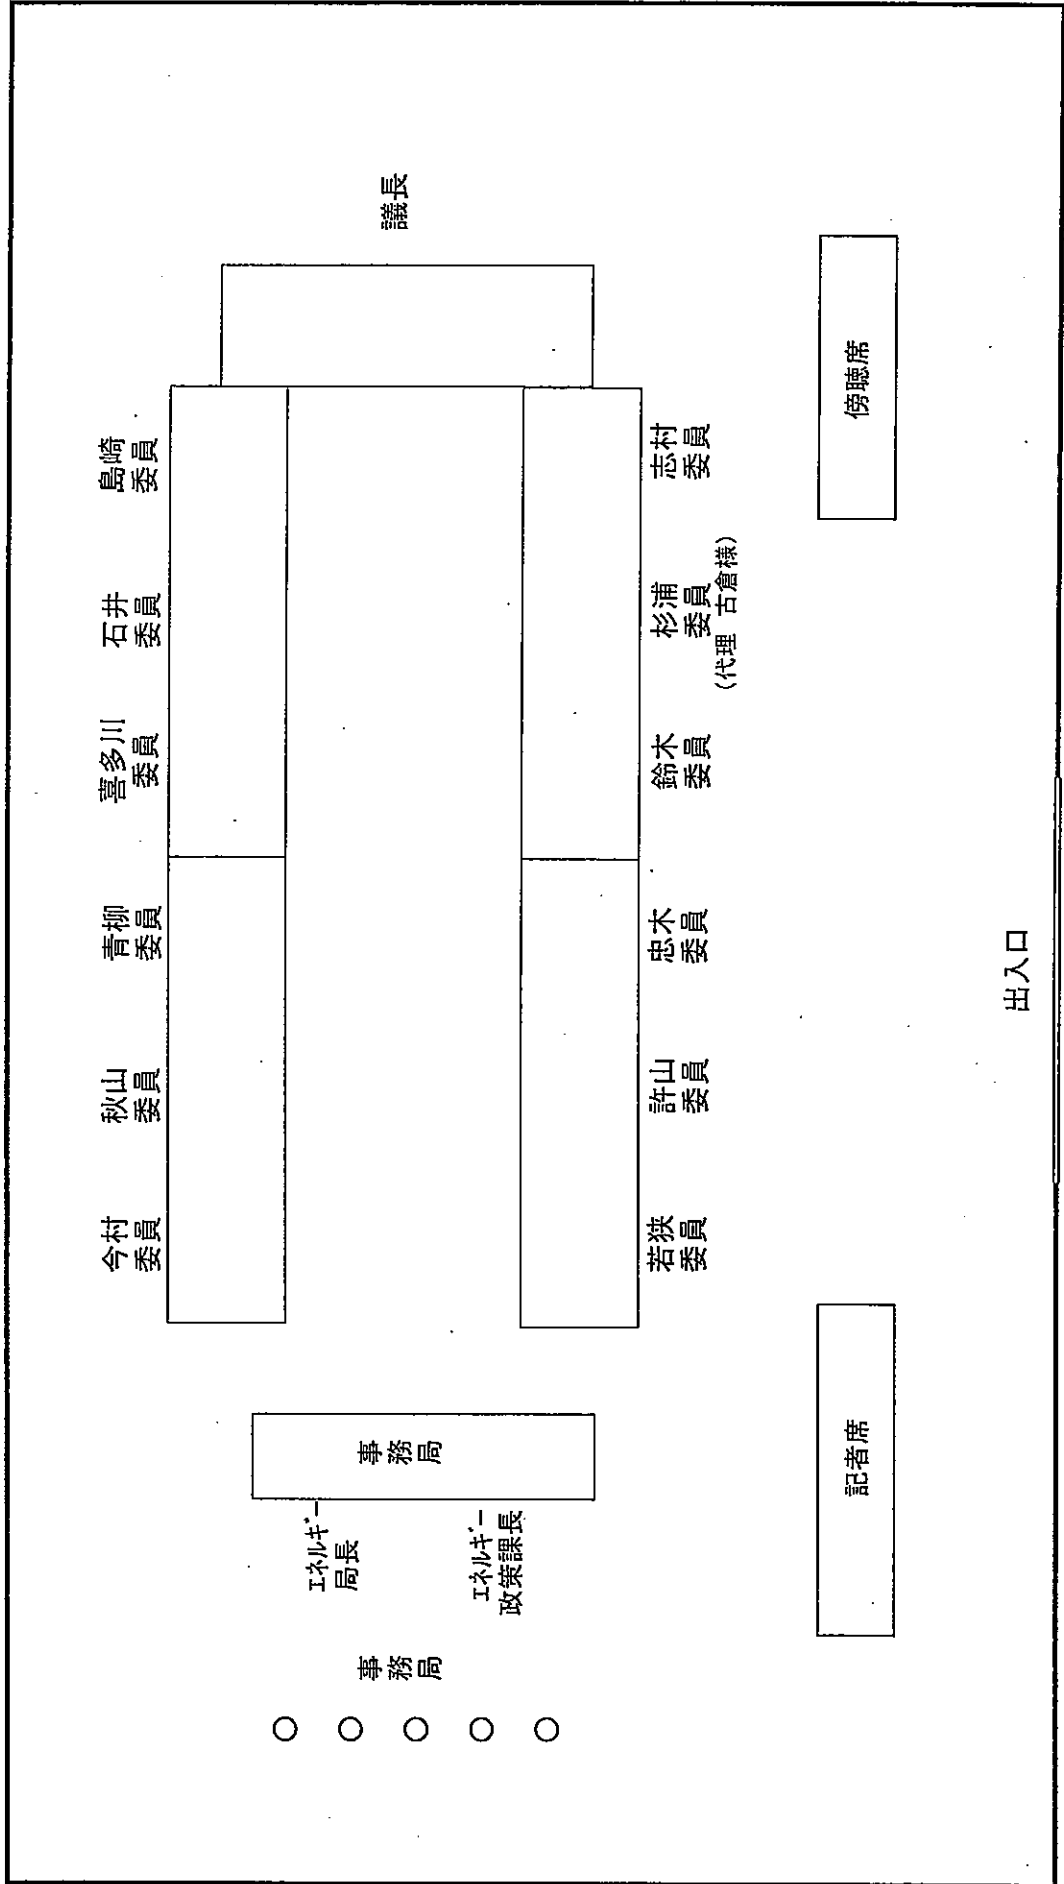 議長
島崎
委員
石井
委員
喜多川
委員
青柳
委員
秋山
委員
今村
委員
志村
委員
杉浦
委員
(代理 古倉様)
鈴木
委員
忠木
委員
許山
委員
若狭
委員
事務局
エネルギー
局長
エネルギー
政策課長
事務局
傍聴席
記者席
出入口